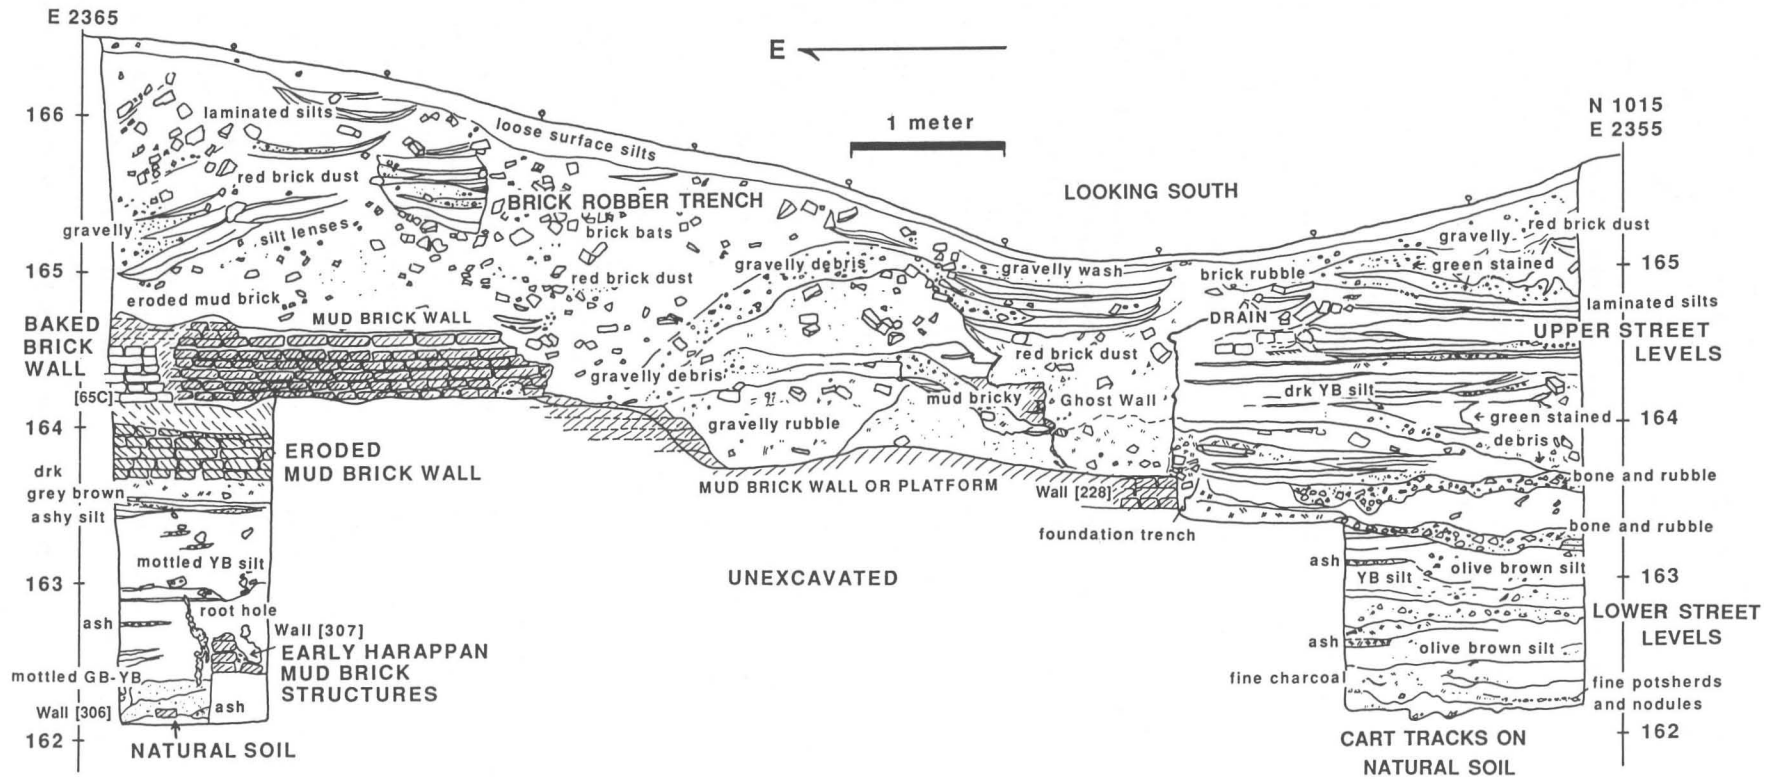 E 2365
E
N 1015
E 2355
166
laminated silts
loose surface silts
1 meter
red brick dust
BRICK ROBBER TRENCH
LOOKING SOUTH
gravelly
silt lenses
brick bats
gravelly
red brick dust
165
eroded mud brick
red brick dust
gravelly debris
gravelly wash
brick rubble
green stained
165
laminated silts
BAKED
BRICK
WALL
MUD BRICK WALL
DRAIN
UPPER STREET
LEVELS
[65C]
gravelly debris
red brick dust
mud bricky
Ghost Wall
drk YB silt
164
gravelly rubble
green stained
164
debris
ERODED
MUD BRICK WALL
drk
grey brown
ashy silt
MUD BRICK WALL OR PLATFORM
Wall [228]
foundation trench
bone and rubble
bone and rubble
mottled YB silt
163
UNEXCAVATED
ash
YB silt
olive brown silt
163
root hole
ash
Wall [307]
EARLY HARAPPAN
MUD BRICK
STRUCTURES
LOWER STREET
LEVELS
ash
olive brown silt
mottled GB-YB
fine charcoal
fine potsherds
and nodules
Wall [306]
ash
162
NATURAL SOIL
162
CART TRACKS ON
NATURAL SOIL